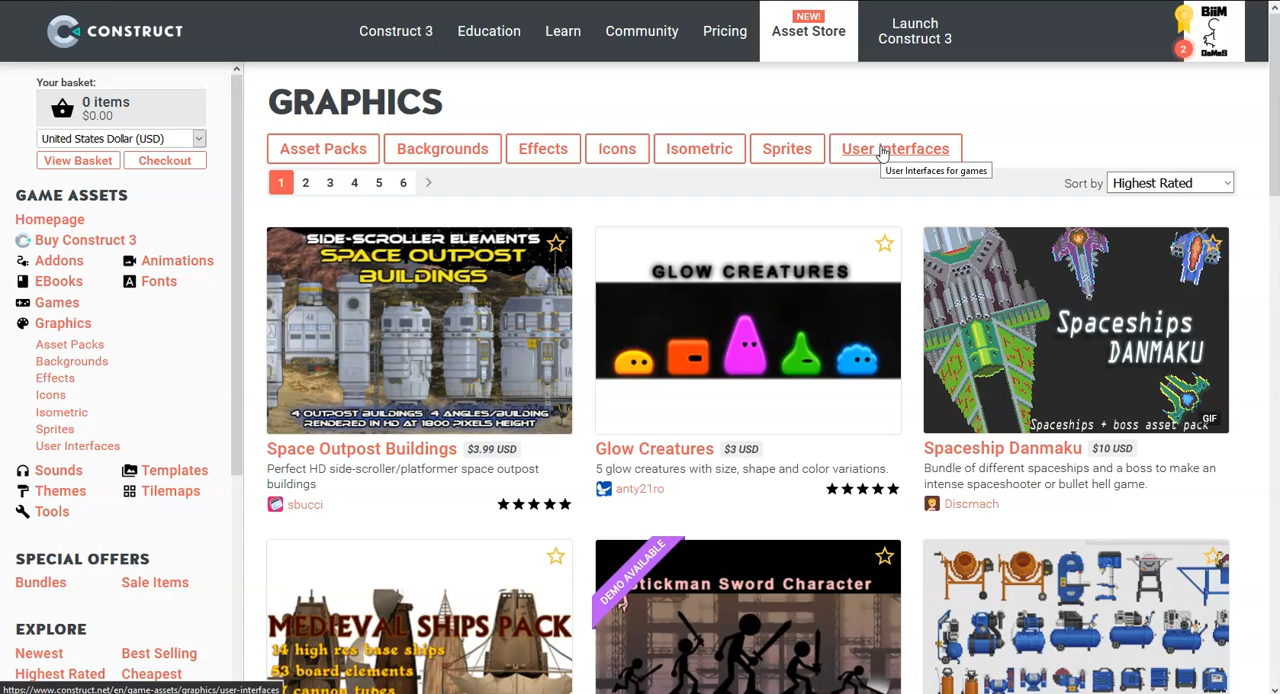 CONSTRUCT
Construct 3
Education
Learn
Community
Pricing
NEW!
Asset Store
Launch
Construct 3
BiiM
GaMeS
2
Your basket:
0 items
$0.00
United States Dollar (USD)
View Basket
Checkout
GAME ASSETS
Homepage
Buy Construct 3
Addons
Animations
EBooks
Fonts
Games
Graphics
Asset Packs
Backgrounds
Effects
Icons
Isometric
Sprites
User Interfaces
Sounds
Templates
Themes
Tilemaps
Tools
SPECIAL OFFERS
Bundles
Sale Items
EXPLORE
Newest
Best Selling
Highest Rated
Cheapest
https://www.construct.net/en/game-assets/graphics/user-interfaces
GRAPHICS
Asset Packs
Backgrounds
Effects
Icons
Isometric
Sprites
User Interfaces
User Interfaces for games
1 2 3 4 5 6
Sort by
Highest Rated
SIDE-SCROLLER ELEMENTS
SPACE OUTPOST
BUILDINGS
4 OUTPOST BUILDINGS 4 ANGLES/BUILDING
RENDERED IN HD AT 1800 PIXELS HEIGHT
Space Outpost Buildings
$3.99 USD
Perfect HD side-scroller/platformer space outpost
buildings
sbucci
GLOW CREATURES
Glow Creatures
$3 USD
5 glow creatures with size, shape and color variations.
anty21ro
Spaceships
DANMAKU
Spaceships + boss asset pack
GIF
Spaceship Danmaku
$10 USD
Bundle of different spaceships and a boss to make an
intense spaceshooter or bullet hell game.
Discmach
MEDIEVAL SHIPS PACK
14 high res base ships
53 board elements
cannon types
DEMO AVAILABLE
Stickman Sword Character